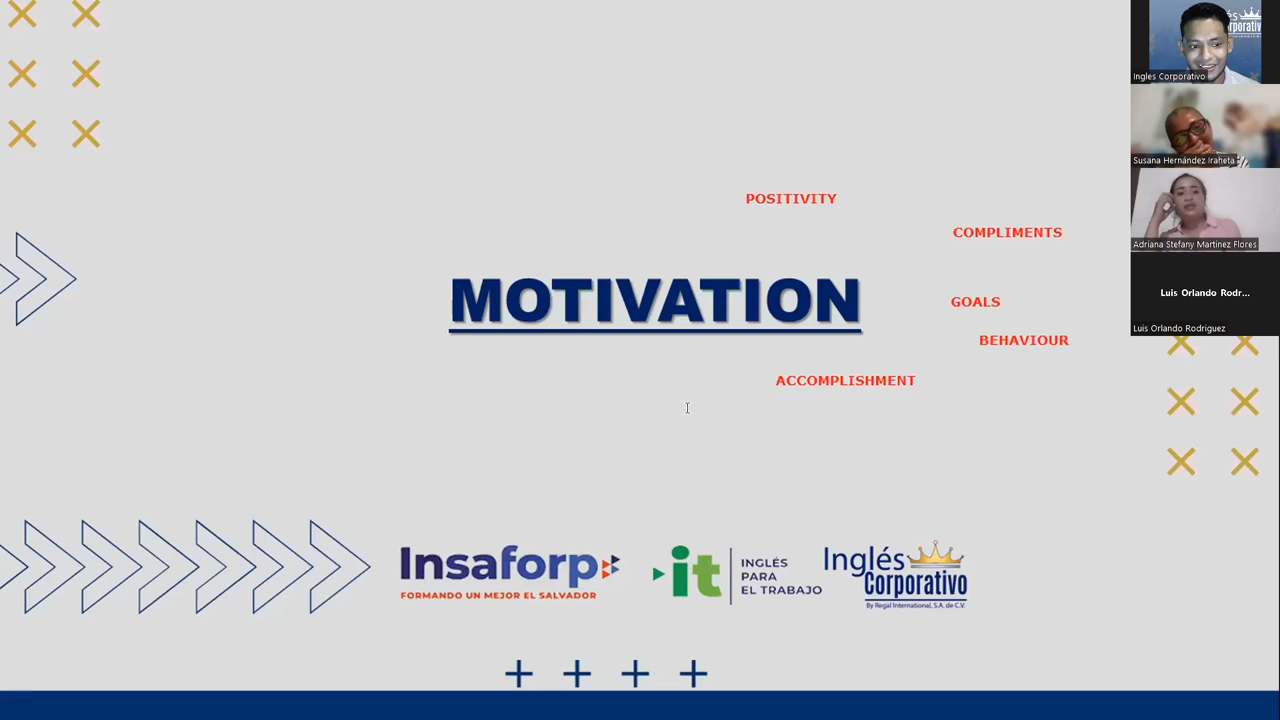 POSITIVITY
COMPLIMENTS
MOTIVATION
GOALS
BEHAVIOUR
ACCOMPLISHMENT
Insaforp
FORMANDO UN MEJOR EL SALVADOR
it
INGLÉS
PARA
EL TRABAJO
Inglés
Corporativo
By Regal International, S.A. de C.V.
Ingles Corporativo
Susana Hernández Iraheta
Adriana Stefany Martinez Flores
Luis Orlando Rodr...
Luis Orlando Rodriguez